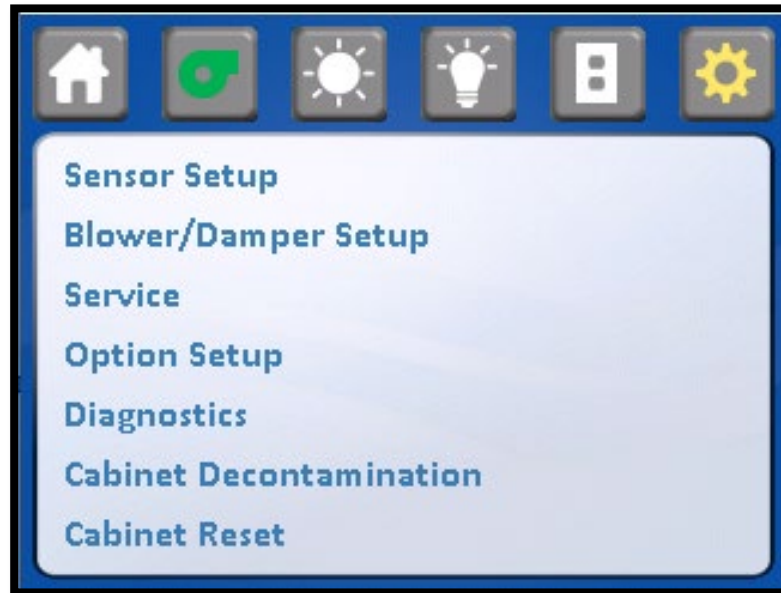 Sensor Setup
Blower/Damper Setup
Service
Option Setup
Diagnostics
Cabinet Decontamination
Cabinet Reset